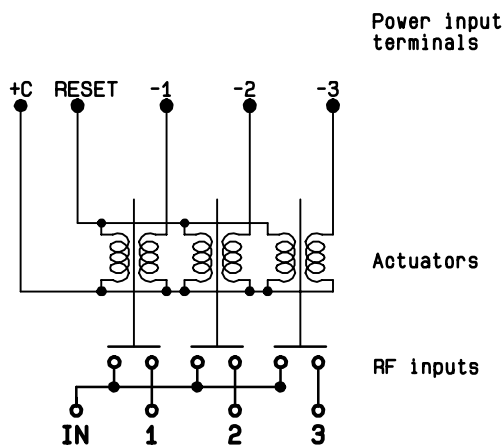 Power input
terminals
+C RESET -1 -2 -3
Actuators
RF inputs
IN 1 2 3